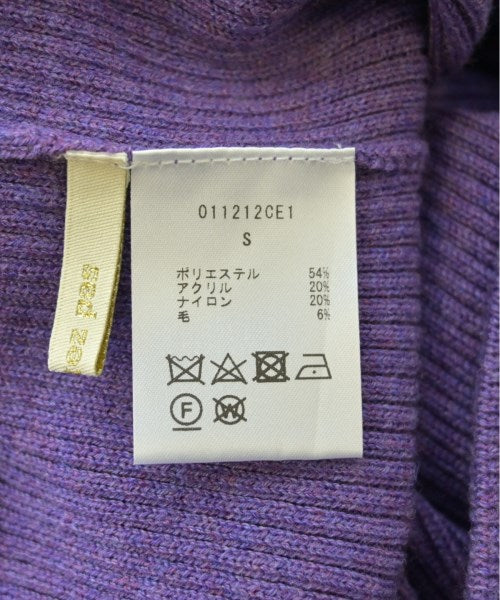 011212CE1
S
ポリエステル 54%
アクリル 20%
ナイロン 20%
毛 6%
F
W